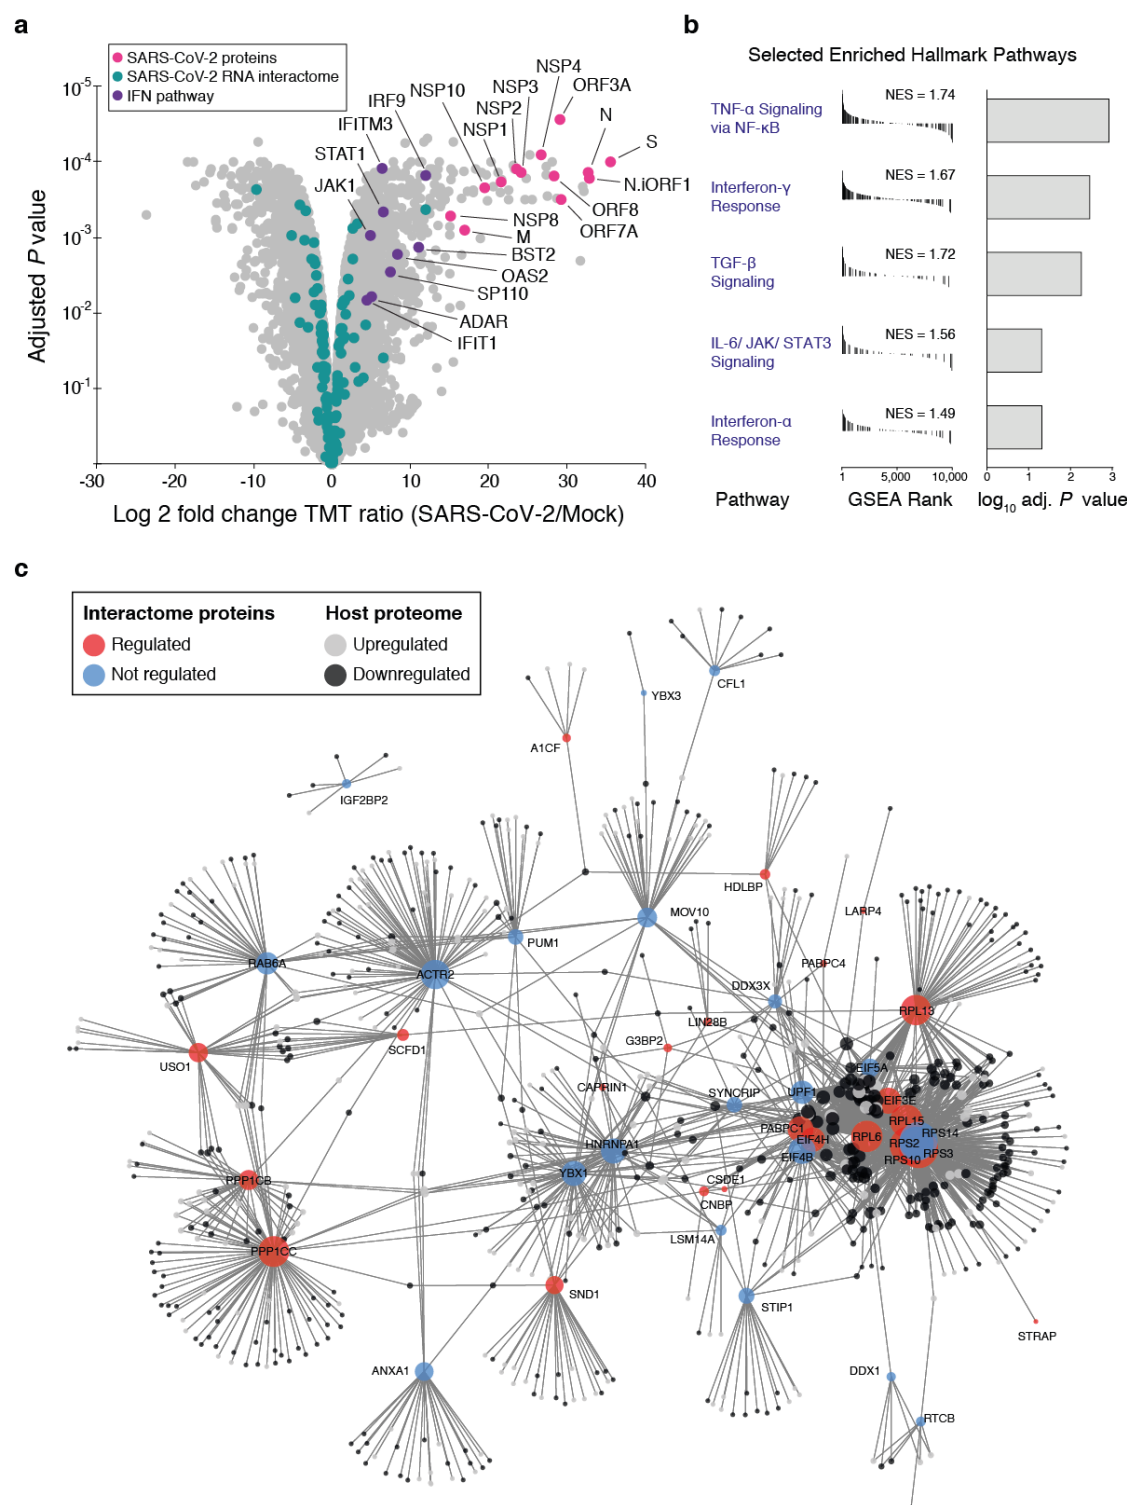 a
SARS-CoV-2 proteins
SARS-CoV-2 RNA interactome
IFN pathway
NSP4
NSP3
ORF3A
NSP10
NSP2
IRF9
N
NSP1
IFITM3
S
STAT1
JAK1
N.iORF1
ORF8
NSP8
ORF7A
M
BST2
OAS2
SP110
ADAR
IFIT1
10-5
10-4
10-3
10-2
10-1
Adjusted P value
-30 -20 -10 0 10 20 30 40
Log 2 fold change TMT ratio (SARS-CoV-2/Mock)
b
Selected Enriched Hallmark Pathways
TNF-α Signaling
via NF-κB
NES = 1.74
Interferon-γ
Response
NES = 1.67
TGF-β
Signaling
NES = 1.72
IL-6/ JAK/ STAT3
Signaling
NES = 1.56
Interferon-α
Response
NES = 1.49
1 5,000 10,000
0 1 2 3
Pathway
GSEA Rank
log10 adj. P value
c
Interactome proteins
Regulated
Not regulated
Host proteome
Upregulated
Downregulated
CFL1
YBX3
A1CF
IGF2BP2
HDLBP
MOV10
LARP4
PUM1
RAB6A
PABPC4
ACTR2
DDX3X
RPL13
LIN28B
G3BP2
SCFD1
USO1
EIF5A
CAPRIN1
SYNCRIP
UPF1
EIF3E
PABPC1
RPL15
EIF4H
RPL6
RPS14
RPS2
HNRNPA1
EIF4B
RPS3
RPS10
YBX1
PPP1CB
CSDE1
CNBP
LSM14A
PPP1CC
SND1
STIP1
STRAP
ANXA1
DDX1
RTCB